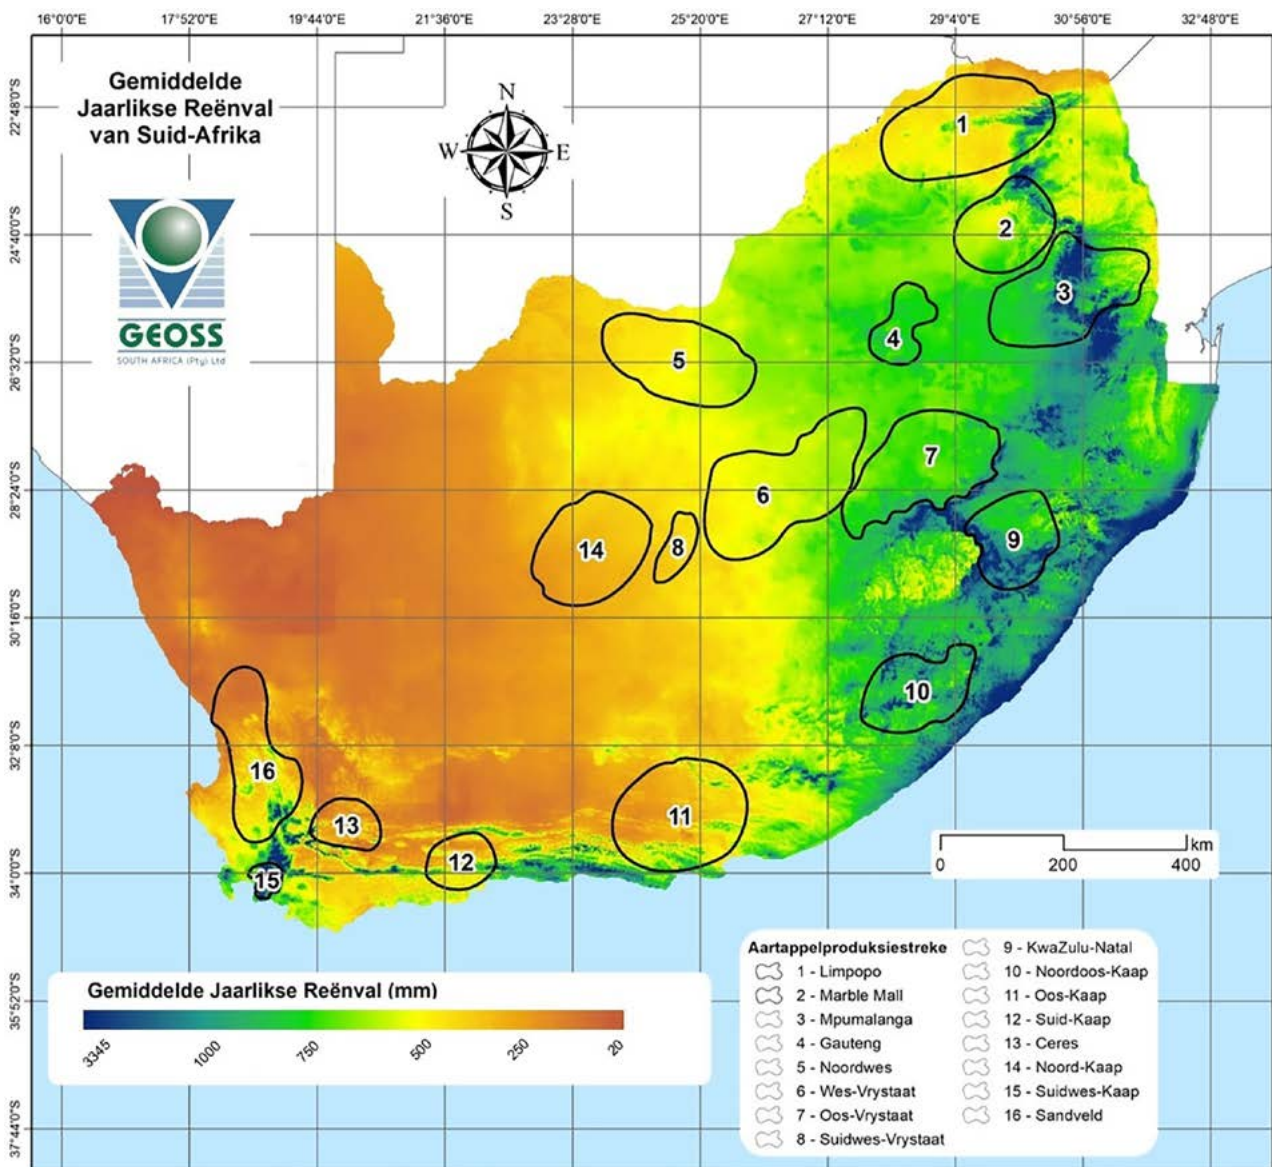 16°0'0"E
17°52'0"E
19°44'0"E
21°36'0"E
23°28'0"E
25°20'0"E
27°12'0"E
29°4'0"E
30°56'0"E
32°48'0"E
Gemiddelde
Jaarlikse Reënval
van Suid-Afrika
N
W
E
S
GEOSS
SOUTH AFRICA (Pty) Ltd
22°48'0"S
24°40'0"S
26°32'0"S
28°24'0"S
30°16'0"S
32°8'0"S
34°0'0"S
35°52'0"S
37°44'0"S
1
2
3
4
5
6
7
8
9
10
11
12
13
14
15
16
0
200
400
km
Gemiddelde Jaarlikse Reënval (mm)
3345
1000
750
500
250
20
Aartappelproduksiestreke
1 - Limpopo
2 - Marble Mall
3 - Mpumalanga
4 - Gauteng
5 - Noordwes
6 - Wes-Vrystaat
7 - Oos-Vrystaat
8 - Suidwes-Vrystaat
9 - KwaZulu-Natal
10 - Noordoos-Kaap
11 - Oos-Kaap
12 - Suid-Kaap
13 - Ceres
14 - Noord-Kaap
15 - Suidwes-Kaap
16 - Sandveld